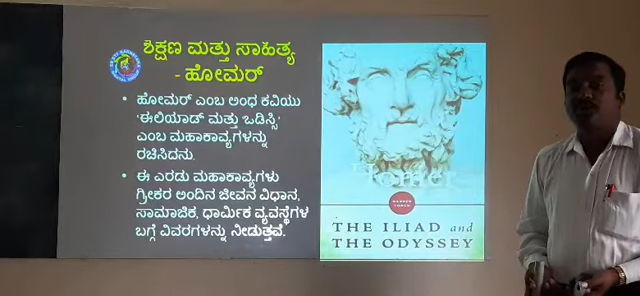 ಶಿಕ್ಷಣ ಮತ್ತು ಸಾಹಿತ್ಯ
- ಹೋಮರ್
• ಹೋಮರ್ ಎಂಬ ಅಂಧ ಕವಿಯು
'ಈಲಿಯಾಡ್ ಮತ್ತು ಒಡಿಸ್ಸಿ'
ಎಂಬ ಮಹಾಕಾವ್ಯಗಳನ್ನು
ರಚಿಸಿದನು.
• ಈ ಎರಡು ಮಹಾಕಾವ್ಯಗಳು
ಗ್ರೀಕರ ಅಂದಿನ ಜೀವನ ವಿಧಾನ,
ಸಾಮಾಜಿಕ, ಧಾರ್ಮಿಕ ವ್ಯವಸ್ಥೆಗಳ
ಬಗ್ಗೆ ವಿವರಗಳನ್ನು ನೀಡುತ್ತವೆ.
Homer
THE ILIAD and
THE ODYSSEY